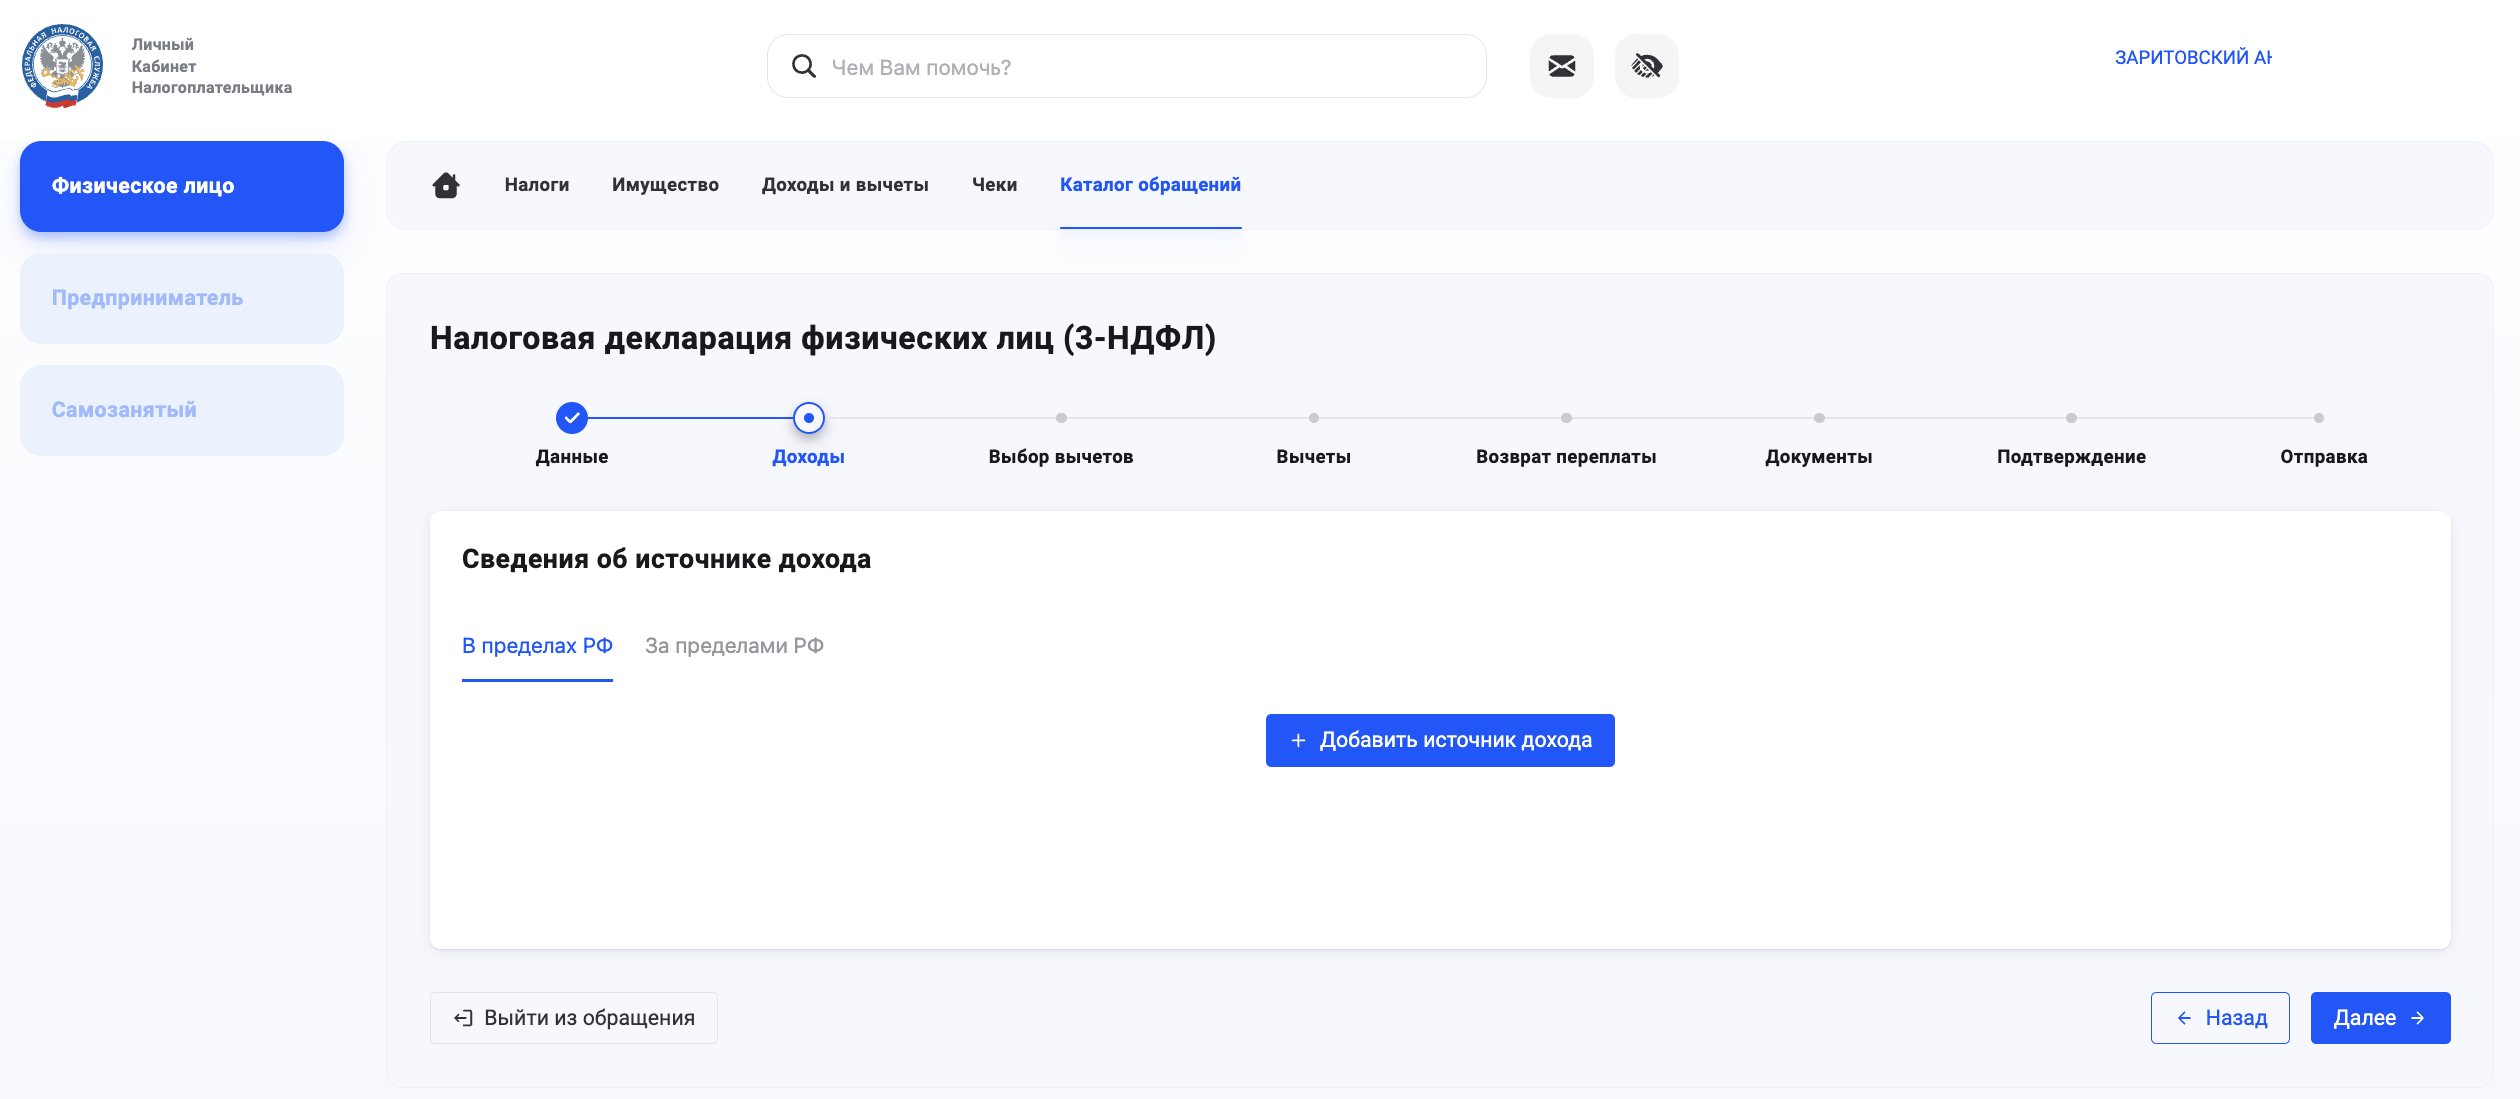 ФЕДЕРАЛЬНАЯ НАЛОГОВАЯ СЛУЖБА
Личный
Кабинет
Налогоплательщика
Чем Вам помочь?
ЗАРИТОВСКИЙ
Физическое лицо
Предприниматель
Самозанятый
Налоги Имущество Доходы и вычеты Чеки Каталог обращений
Налоговая декларация физических лиц (3-НДФЛ)
Данные Доходы Выбор вычетов Вычеты Возврат переплаты Документы Подтверждение Отправка
Сведения об источнике дохода
В пределах РФ За пределами РФ
+ Добавить источник дохода
Выйти из обращения
← Назад Далее →